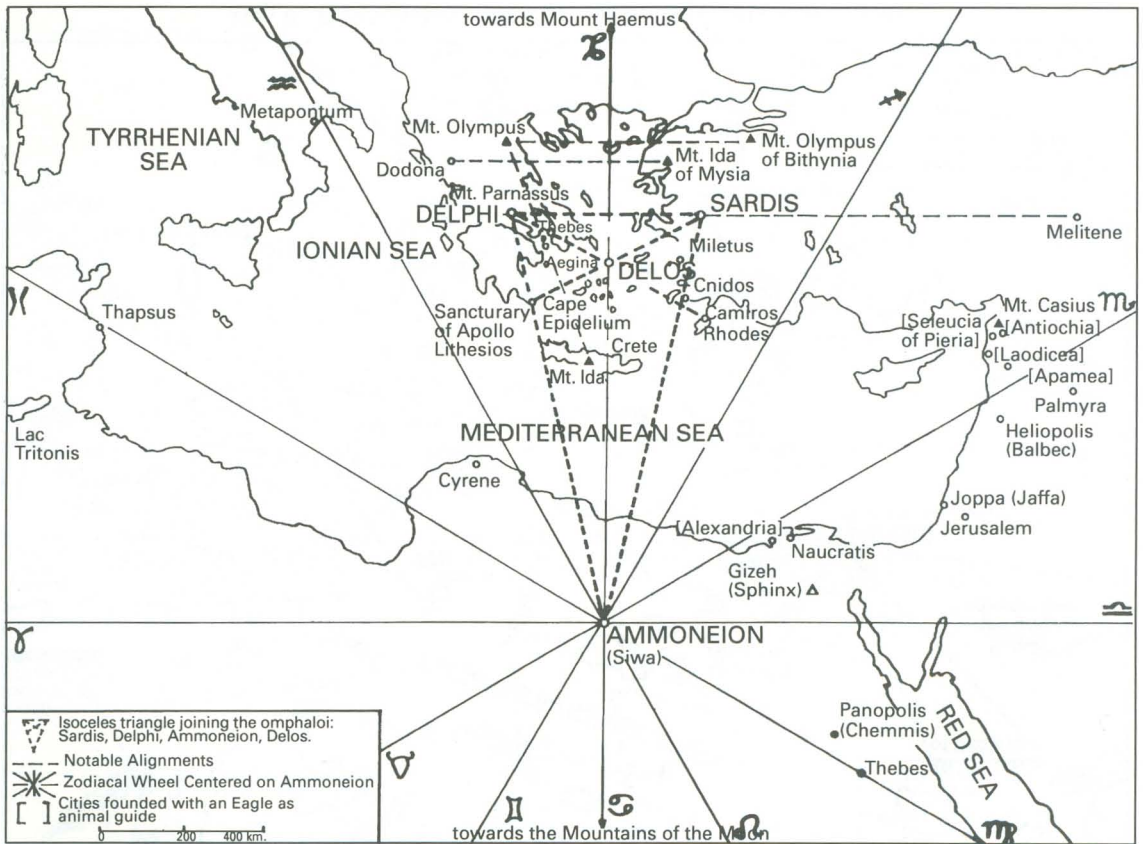 towards Mount Haemus
♑
♒
♐
Metapontum
TYRRHENIAN
SEA
Mt. Olympus
Mt. Olympus
of Bithynia
Dodona
Mt. Ida
of Mysia
Mt. Parnassus
DELPHI
SARDIS
Thebes
Melitene
IONIAN SEA
Miletus
Aegina
DELOS
Cnidos
♓
Thapsus
Sancturary
of Apollo
Lithesios
Cape
Epidelium
Camiros
Rhodes
Mt. Casius
♏
[Seleucia
of Pieria]
[Antiochia]
Crete
[Laodicea]
Mt. Ida
[Apamea]
Palmyra
Lac
Tritonis
MEDITERRANEAN SEA
Heliopolis
(Balbec)
Cyrene
Joppa (Jaffa)
Jerusalem
[Alexandria]
Naucratis
Gizeh
(Sphinx)
♎
♈
AMMONEION
(Siwa)
RED SEA
Panopolis
(Chemmis)
Thebes
♉
♊
♋
♌
♍
towards the Mountains of the Moon
Isoceles triangle joining the omphaloi:
Sardis, Delphi, Ammoneion, Delos.
Notable Alignments
Zodiacal Wheel Centered on Ammoneion
[ ] Cities founded with an Eagle as
animal guide
0 200 400 km.